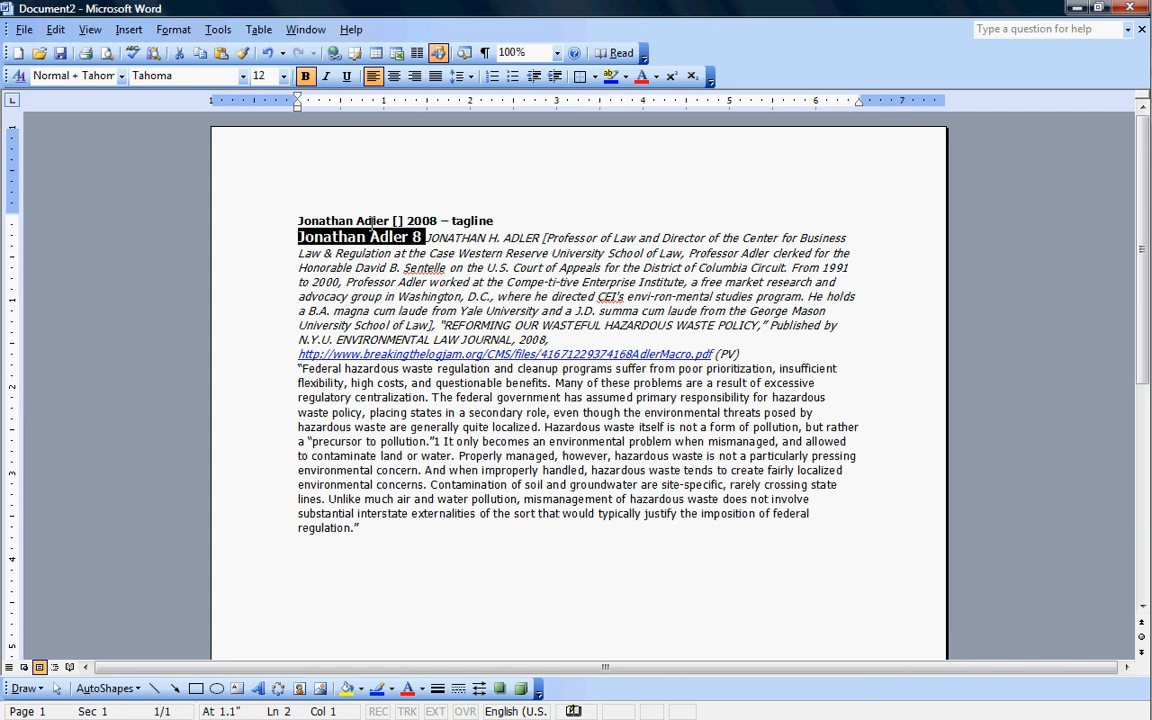 Document2 - Microsoft Word
File Edit View Insert Format Tools Table Window Help
Type a question for help
100%
Read
Normal + Tahom
Tahoma
12
B I U
1 1 2 3 4 5 6 7
Jonathan Adler [] 2008 – tagline
Jonathan Adler 8 JONATHAN H. ADLER [Professor of Law and Director of the Center for Business
Law & Regulation at the Case Western Reserve University School of Law, Professor Adler clerked for the
Honorable David B. Sentelle on the U.S. Court of Appeals for the District of Columbia Circuit. From 1991
to 2000, Professor Adler worked at the Compe-ti-tive Enterprise Institute, a free market research and
advocacy group in Washington, D.C., where he directed CEI's envi-ron-mental studies program. He holds
a B.A. magna cum laude from Yale University and a J.D. summa cum laude from the George Mason
University School of Law], “REFORMING OUR WASTEFUL HAZARDOUS WASTE POLICY,” Published by
N.Y.U. ENVIRONMENTAL LAW JOURNAL, 2008,
http://www.breakingthelogjam.org/CMS/files/41671229374168AdlerMacro.pdf (PV)
“Federal hazardous waste regulation and cleanup programs suffer from poor prioritization, insufficient
flexibility, high costs, and questionable benefits. Many of these problems are a result of excessive
regulatory centralization. The federal government has assumed primary responsibility for hazardous
waste policy, placing states in a secondary role, even though the environmental threats posed by
hazardous waste are generally quite localized. Hazardous waste itself is not a form of pollution, but rather
a “precursor to pollution.”1 It only becomes an environmental problem when mismanaged, and allowed
to contaminate land or water. Properly managed, however, hazardous waste is not a particularly pressing
environmental concern. And when improperly handled, hazardous waste tends to create fairly localized
environmental concerns. Contamination of soil and groundwater are site-specific, rarely crossing state
lines. Unlike much air and water pollution, mismanagement of hazardous waste does not involve
substantial interstate externalities of the sort that would typically justify the imposition of federal
regulation.”
Draw AutoShapes
Page 1 Sec 1 1/1 At 1.1" Ln 2 Col 1 REC TRK EXT OVR English (U.S.